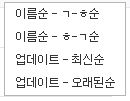 이름순 - ㄱ-ㅎ순
이름순 - ㅎ-ㄱ순
업데이트 - 최신순
업데이트 - 오래된순